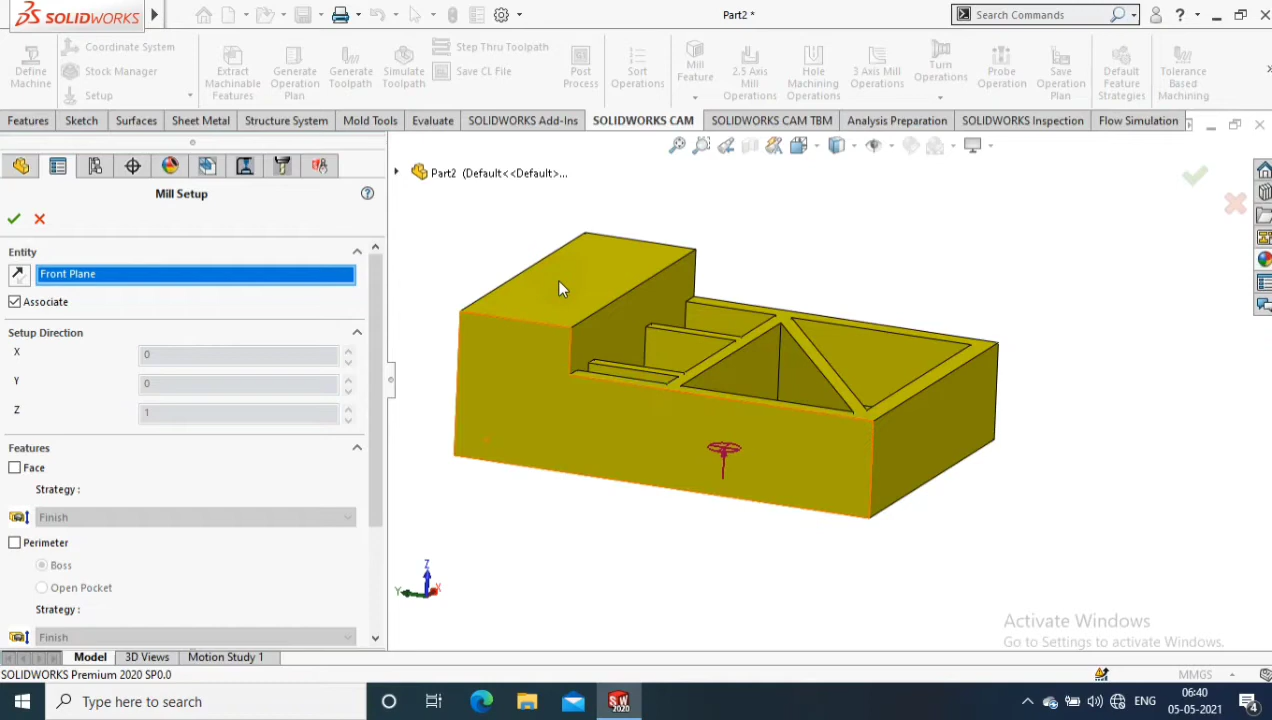 SOLIDWORKS
Part2 *
Search Commands
Define Machine
Coordinate System
Stock Manager
Setup
Extract Machinable Features
Generate Operation Plan
Generate Toolpath
Simulate Toolpath
Step Thru Toolpath
Save CL File
Post Process
Sort Operations
Mill Feature
2.5 Axis Mill Operations
Hole Machining Operations
3 Axis Mill Operations
Turn Operations
Probe Operation
Save Operation Plan
Default Feature Strategies
Tolerance Based Machining
Features
Sketch
Surfaces
Sheet Metal
Structure System
Mold Tools
Evaluate
SOLIDWORKS Add-Ins
SOLIDWORKS CAM
SOLIDWORKS CAM TBM
Analysis Preparation
SOLIDWORKS Inspection
Flow Simulation
Part2 (Default<<Default>...
Mill Setup
Entity
Front Plane
Associate
Setup Direction
X
0
Y
0
Z
1
Features
Face
Strategy :
Finish
Perimeter
Boss
Open Pocket
Strategy :
Finish
Z
Y
X
Activate Windows
Go to Settings to activate Windows.
Model
3D Views
Motion Study 1
SOLIDWORKS Premium 2020 SP0.0
MMGS
Type here to search
SW
2020
ENG
06:40
05-05-2021
4